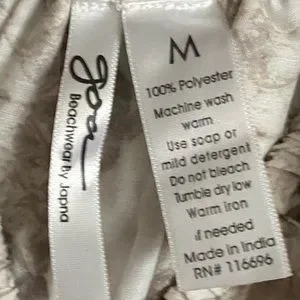 Goa
Beachwear by Japna
M
100% Polyester
Machine wash
warm
Use soap or
mild detergent
Do not bleach
Tumble dry low
Warm iron
if needed
Made in India
RN# 116696